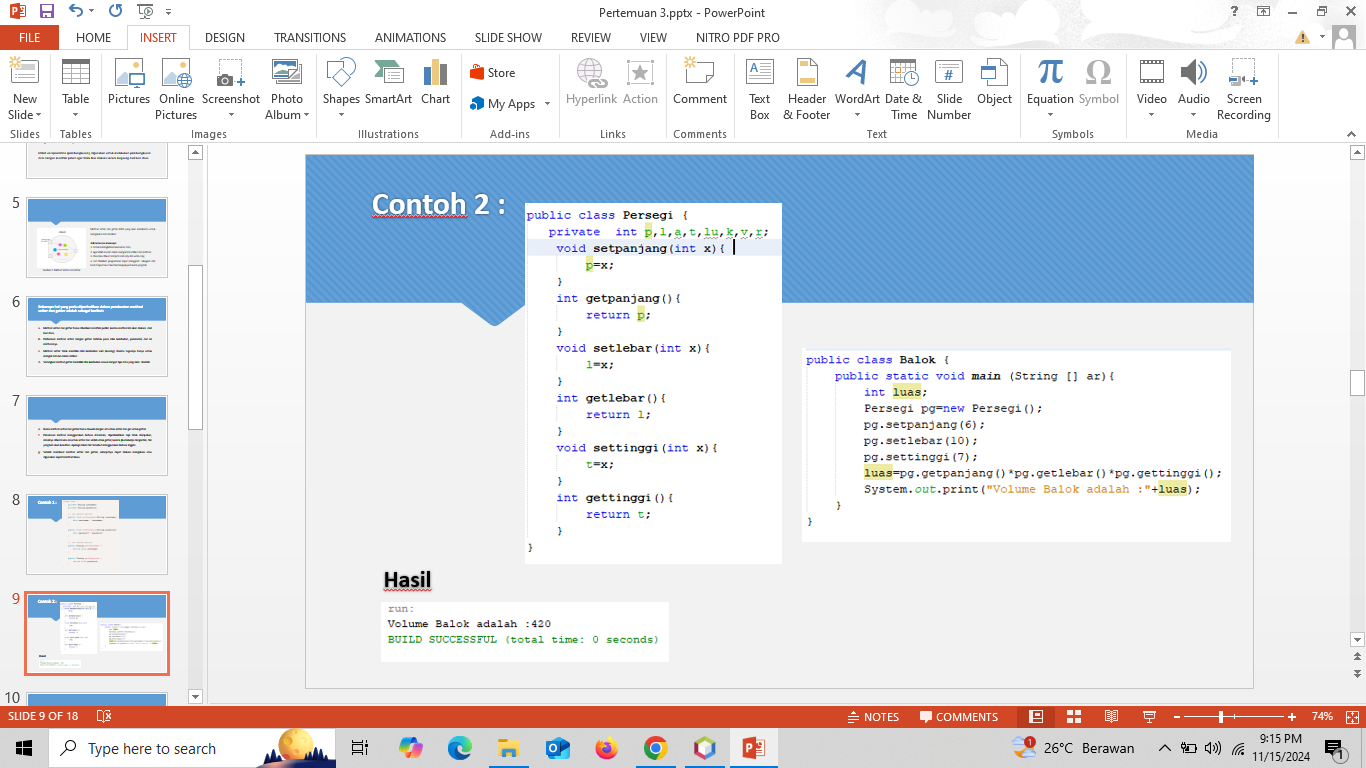 Pertemuan 3.pptx - PowerPoint
FILE HOME INSERT DESIGN TRANSITIONS ANIMATIONS SLIDE SHOW REVIEW VIEW NITRO PDF PRO
New Slide
Table
Pictures
Online Pictures
Screenshot
Photo Album
Shapes
SmartArt
Chart
Store
My Apps
Hyperlink
Action
Comment
Text Box
Header & Footer
WordArt
Date & Time
Slide Number
Object
Equation
Symbol
Video
Audio
Screen Recording
Slides Tables Images Illustrations Add-ins Links Comments Text Symbols Media
5
6
7
8
Contoh 1 :
9
Contoh 2 :
10
Contoh 2 :
public class Persegi {
private  int p,l,a,t,lu,k,v,r;
void setpanjang(int x){
p=x;
}
int getpanjang(){
return p;
}
void setlebar(int x){
l=x;
}
int getlebar(){
return l;
}
void settinggi(int x){
t=x;
}
int gettinggi(){
return t;
}
}
public class Balok {
public static void main (String [] ar){
int luas;
Persegi pg=new Persegi();
pg.setpanjang(6);
pg.setlebar(10);
pg.settinggi(7);
luas=pg.getpanjang()*pg.getlebar()*pg.gettinggi();
System.out.print("Volume Balok adalah :"+luas);
}
}
Hasil
run:
Volume Balok adalah :420
BUILD SUCCESSFUL (total time: 0 seconds)
SLIDE 9 OF 18
NOTES
COMMENTS
74%
Type here to search
1
26°C Berawan
9:15 PM
11/15/2024
1